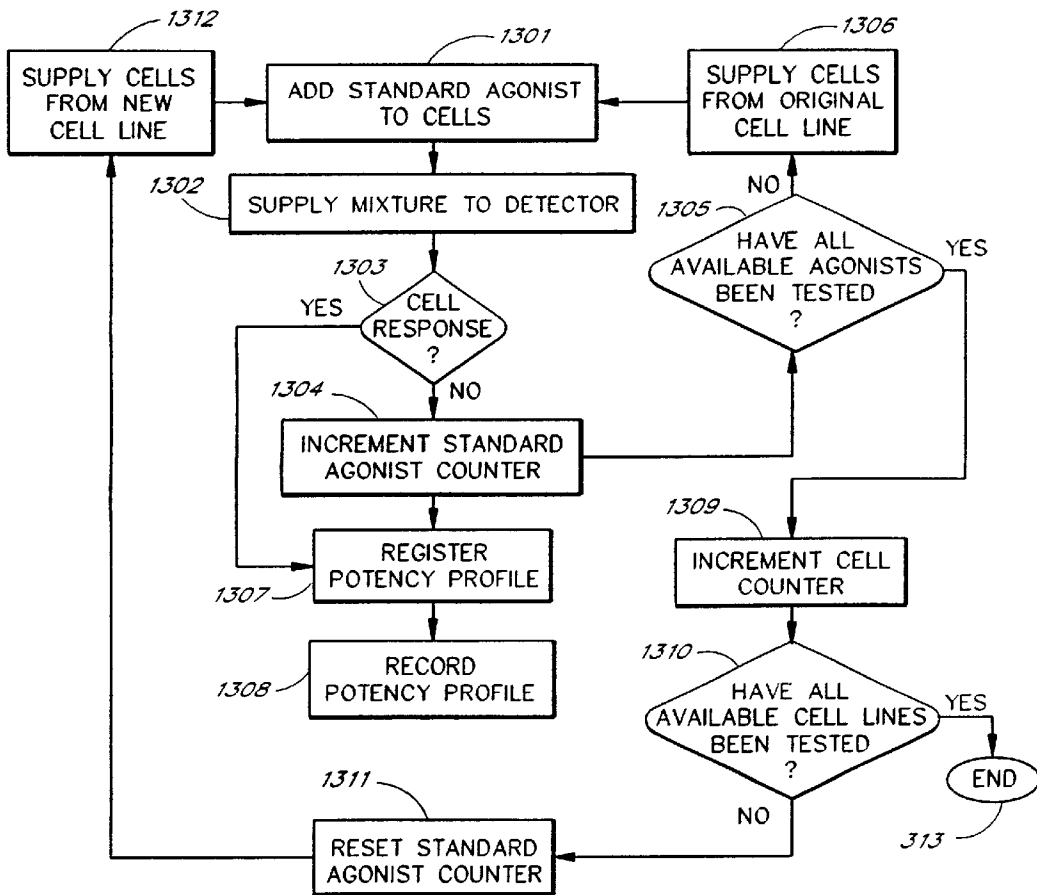 1312
SUPPLY CELLS
FROM NEW
CELL LINE
1301
ADD STANDARD AGONIST
TO CELLS
1306
SUPPLY CELLS
FROM ORIGINAL
CELL LINE
1302
SUPPLY MIXTURE TO DETECTOR
NO
1305
HAVE ALL
AVAILABLE AGONISTS
BEEN TESTED
?
YES
1303
YES
CELL
RESPONSE
?
NO
1304
INCREMENT STANDARD
AGONIST COUNTER
1307
REGISTER
POTENCY PROFILE
1308
RECORD
POTENCY PROFILE
1309
INCREMENT CELL
COUNTER
1310
HAVE ALL
AVAILABLE CELL LINES
BEEN TESTED
?
YES
END
313
NO
1311
RESET STANDARD
AGONIST COUNTER